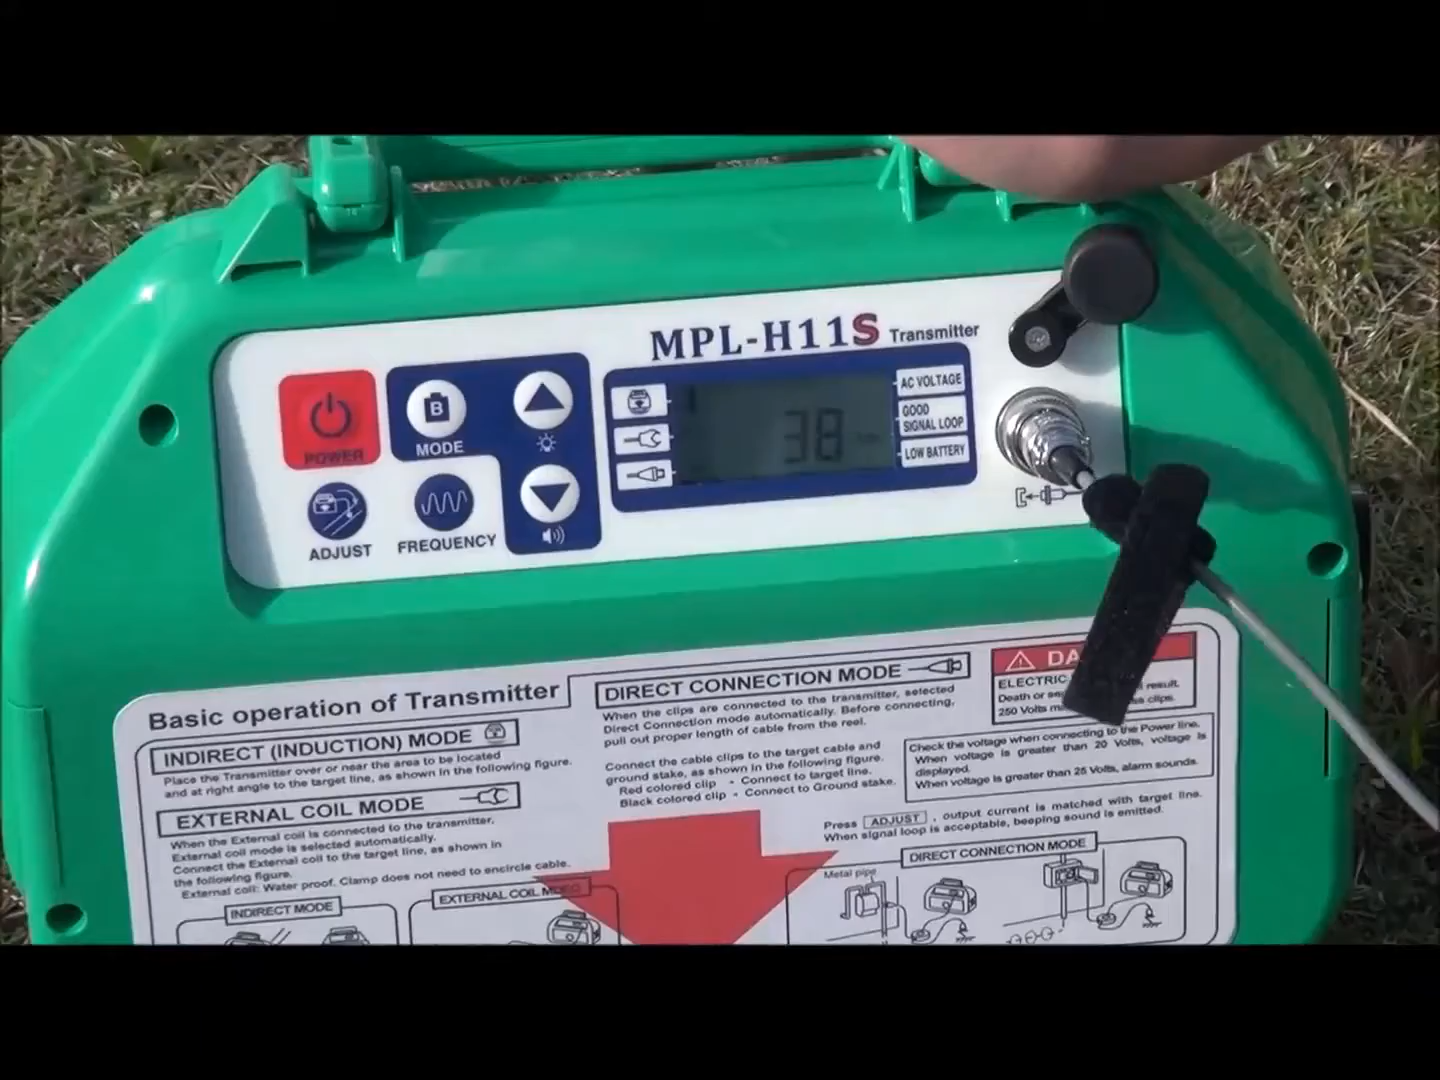 MPL-H11S Transmitter
POWER
B
MODE
ADJUST
FREQUENCY
38
AC VOLTAGE
GOOD
SIGNAL LOOP
LOW BATTERY
Basic operation of Transmitter
INDIRECT (INDUCTION) MODE
Place the Transmitter over or near the area to be located
and at right angle to the target line, as shown in the following figure.
EXTERNAL COIL MODE
When the External coil is connected to the transmitter,
External coil mode is selected automatically.
Connect the External coil to the target line, as shown in
the following figure.
External coil: Water proof. Clamp does not need to encircle cable.
INDIRECT MODE
EXTERNAL COIL
DIRECT CONNECTION MODE
When the clips are connected to the transmitter, selected
Direct Connection mode automatically. Before connecting,
pull out proper length of cable from the reel.
Connect the cable clips to the target cable and
ground stake, as shown in the following figure.
Red colored clip - Connect to target line.
Black colored clip - Connect to Ground stake.
DA
ELECTRIC
Death or se result.
250 Volts m clips.
Check the voltage when connecting to the Power line.
When voltage is greater than 20 Volts, voltage is
displayed.
When voltage is greater than 25 Volts, alarm sounds.
Press ADJUST , output current is matched with target line.
When signal loop is acceptable, beeping sound is emitted.
DIRECT CONNECTION MODE
Metal pipe